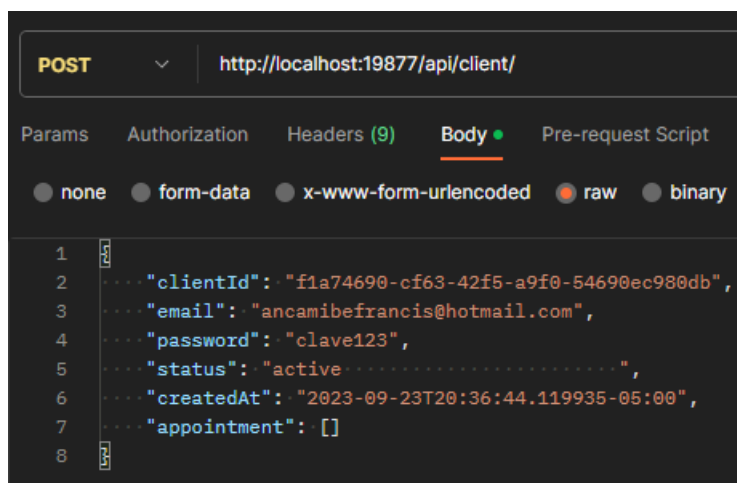 POST http://localhost:19877/api/client/
Params Authorization Headers (9) Body Pre-request Script
none form-data x-www-form-urlencoded raw binary
1 {
2 "clientId": "f1a74690-cf63-42f5-a9f0-54690ec980db",
3 "email": "ancamibefrancis@hotmail.com",
4 "password": "clave123",
5 "status": "active                        ",
6 "createdAt": "2023-09-23T20:36:44.119935-05:00",
7 "appointment": []
8 }